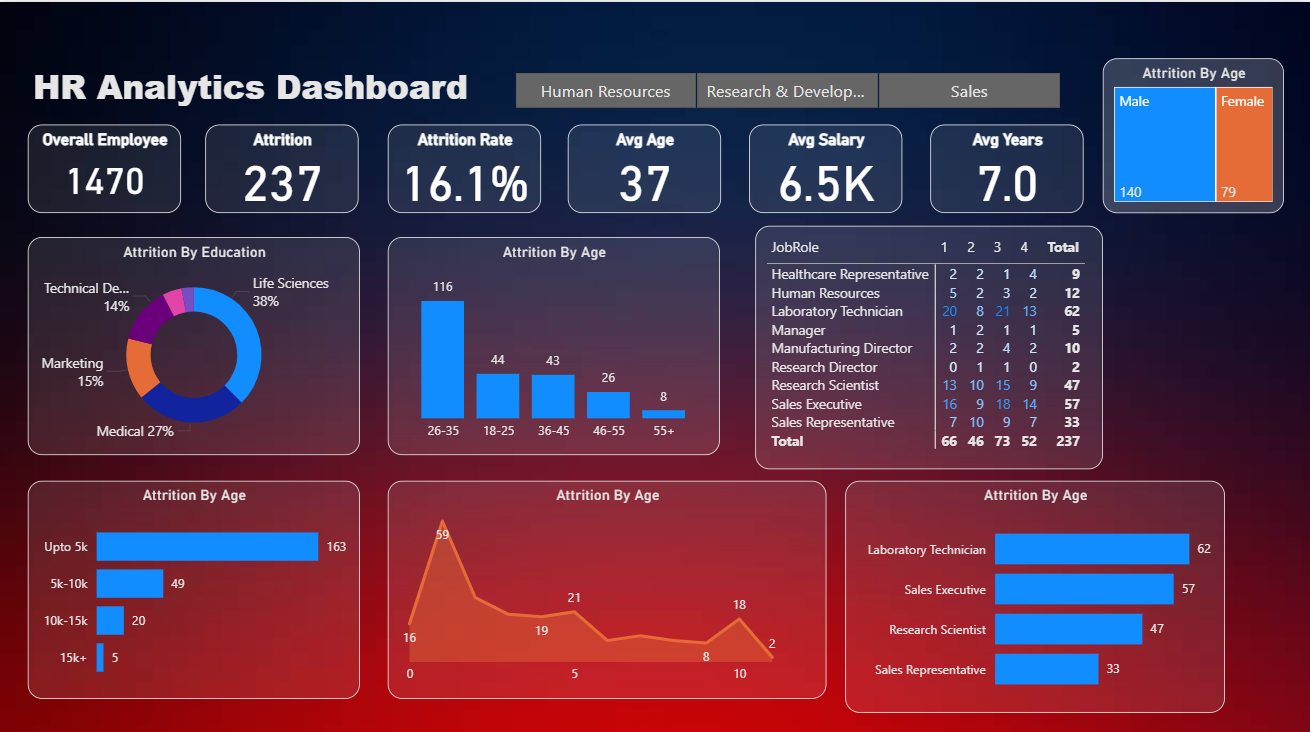 HR Analytics Dashboard
Human Resources
Research & Develop...
Sales
Attrition By Age
Male
Female
140
79
Overall Employee
1470
Attrition
237
Attrition Rate
16.1%
Avg Age
37
Avg Salary
6.5K
Avg Years
7.0
Attrition By Education
Life Sciences
38%
Technical De...
14%
Marketing
15%
Medical 27%
Attrition By Age
116
44
43
26
8
26-35 18-25 36-45 46-55 55+
JobRole 1 2 3 4 Total
Healthcare Representative 2 2 1 4 9
Human Resources 5 2 3 2 12
Laboratory Technician 20 8 21 13 62
Manager 1 2 1 1 5
Manufacturing Director 2 2 4 2 10
Research Director 0 1 1 0 2
Research Scientist 13 10 15 9 47
Sales Executive 16 9 18 14 57
Sales Representative 7 10 9 7 33
Total 66 46 73 52 237
Attrition By Age
Upto 5k 163
5k-10k 49
10k-15k 20
15k+ 5
Attrition By Age
59
16
19
21
8
18
2
0 5 10
Attrition By Age
Laboratory Technician 62
Sales Executive 57
Research Scientist 47
Sales Representative 33